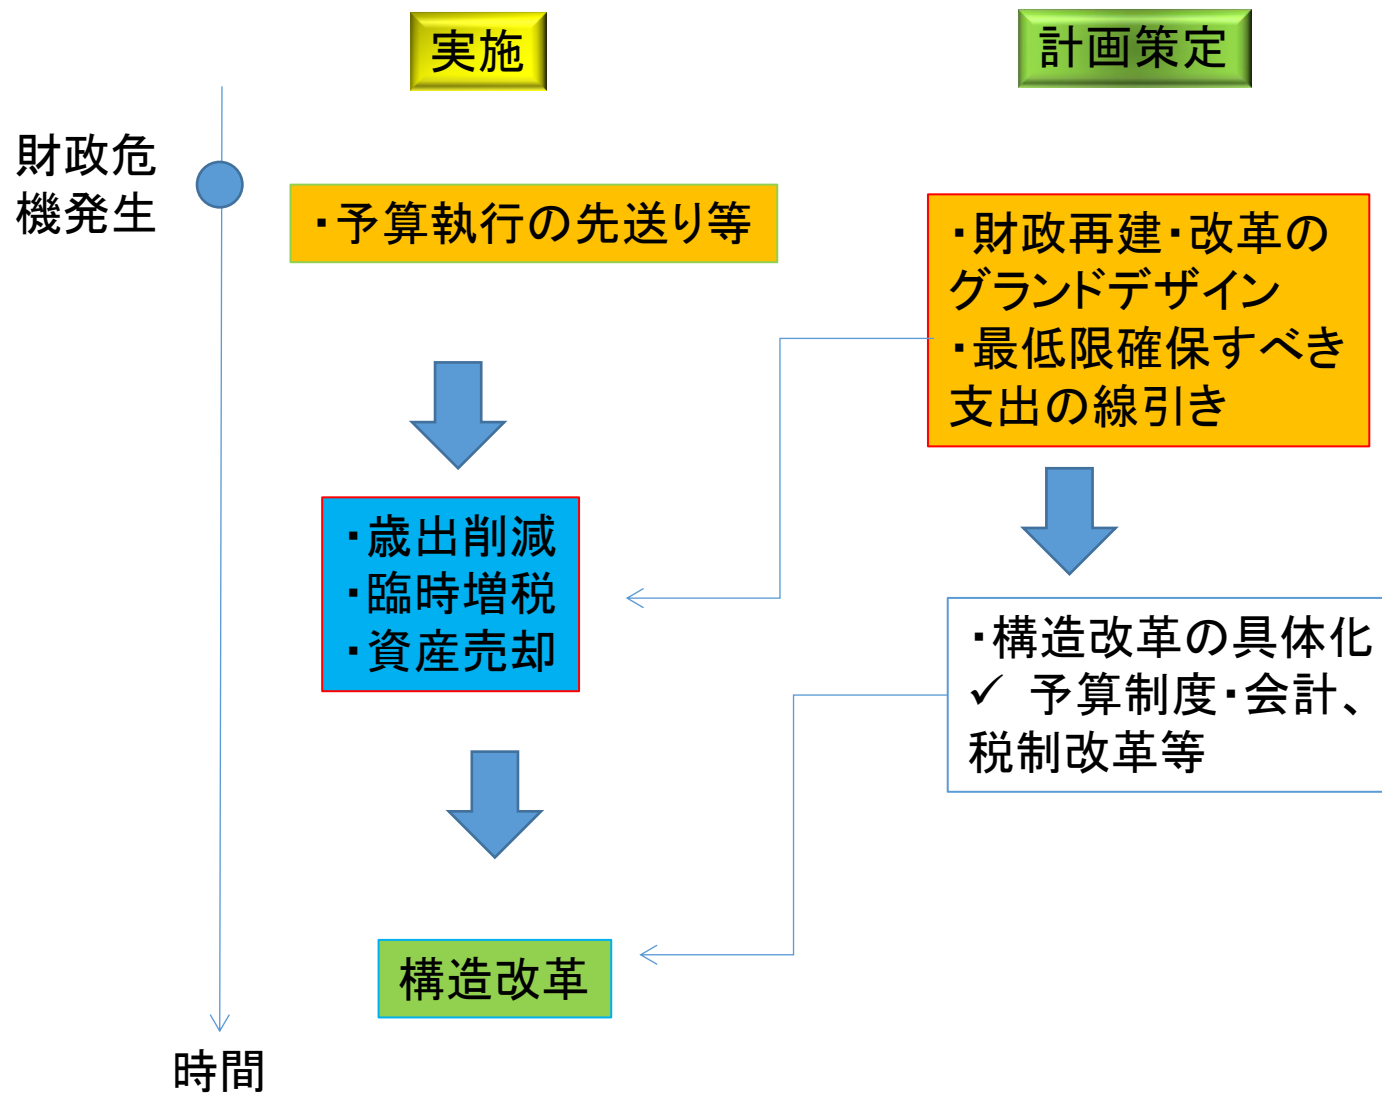 実施
計画策定
財政危
機発生
・予算執行の先送り等
・財政再建・改革の
グランドデザイン
・最低限確保すべき
支出の線引き
・歳出削減
・臨時増税
・資産売却
・構造改革の具体化
✓ 予算制度・会計、
税制改革等
構造改革
時間